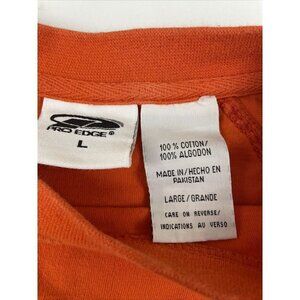 PRO EDGE®
L
100 % COTTON/
100% ALGODON
MADE IN/HECHO EN
PAKISTAN
LARGE/GRANDE
CARE ON REVERSE/
INDICATIONS AU VERSO